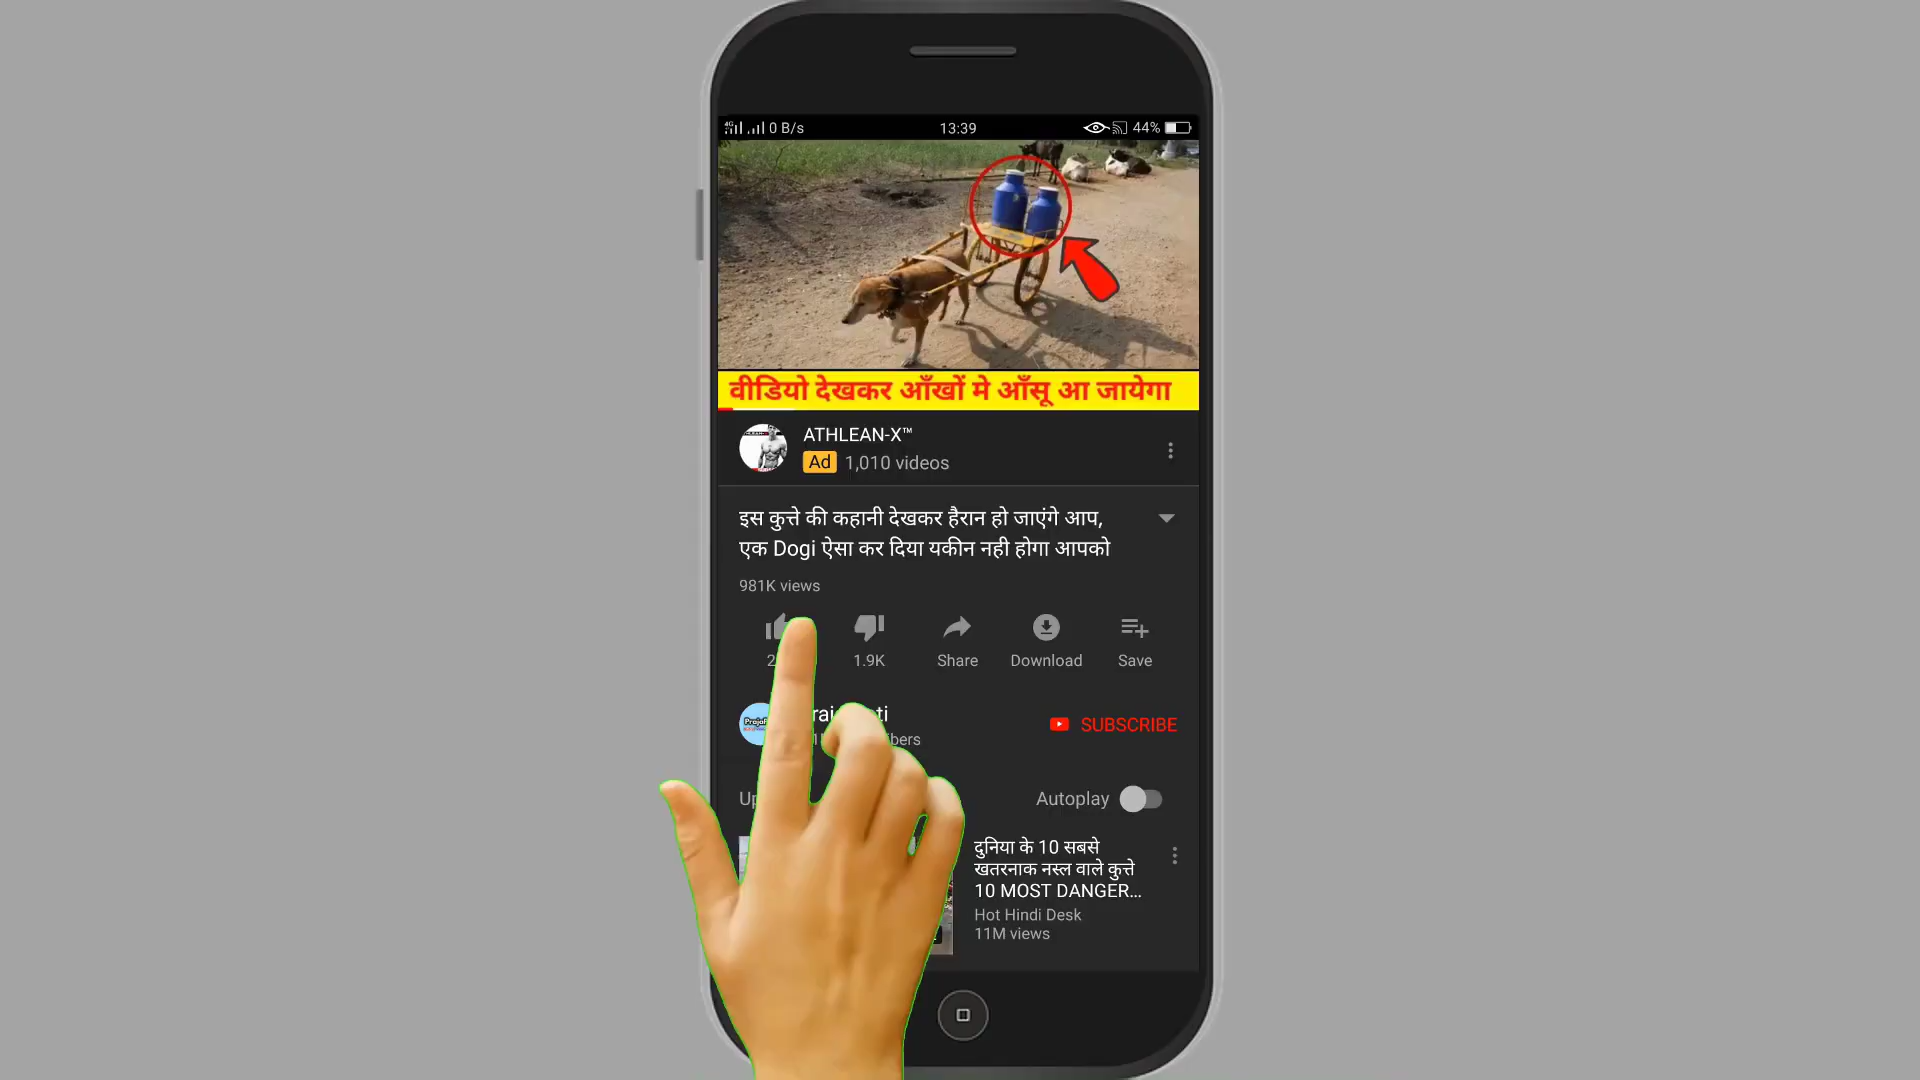 4G 0 B/s 13:39 44%
वीडियो देखकर आँखों मे आँसू आ जायेगा
ATHLEAN-X™
Ad 1,010 videos
इस कुत्ते की कहानी देखकर हैरान हो जाएंगे आप,
एक Dogi ऐसा कर दिया यकीन नही होगा आपको
981K views
1.9K Share Download Save
SUBSCRIBE
Autoplay
दुनिया के 10 सबसे
खतरनाक नस्ल वाले कुत्ते
10 MOST DANGER...
Hot Hindi Desk
11M views